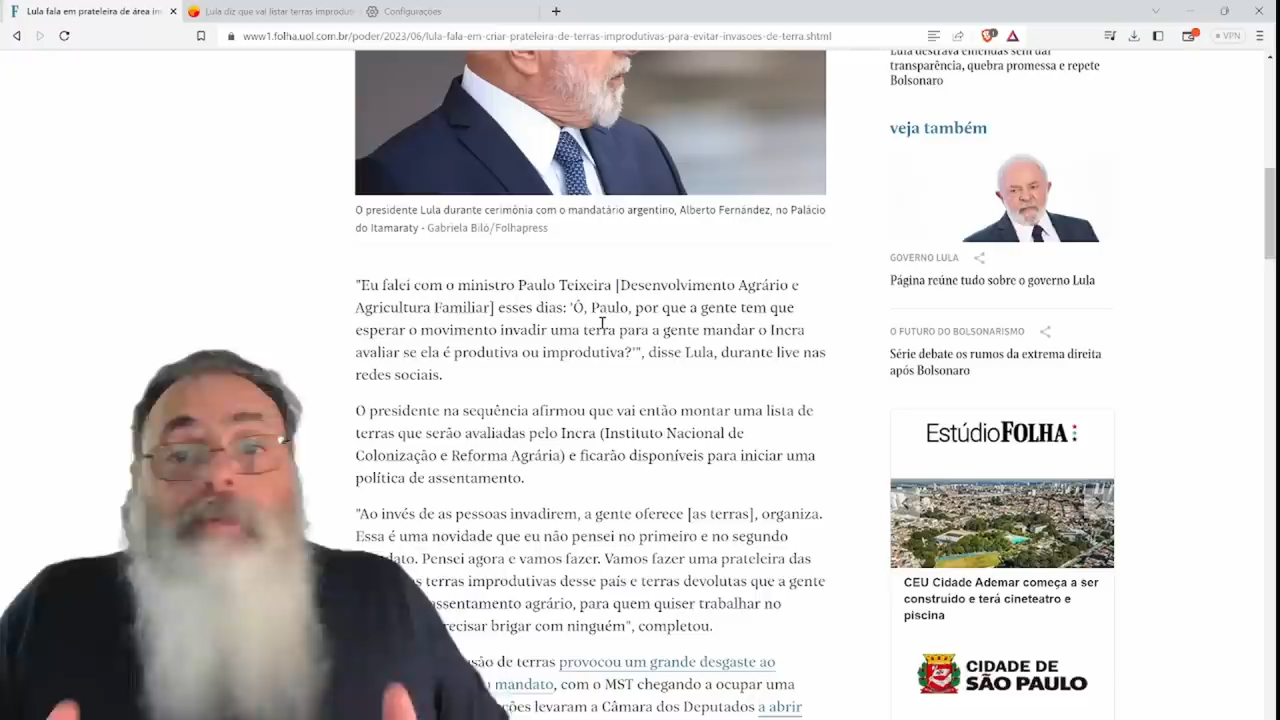 Lula fala em prateleira de área im
Lula diz que vai listar terras improdut
Configurações
www1.folha.uol.com.br/poder/2023/06/lula-fala-em-criar-prateleira-de-terras-improdutivas-para-evitar-invasoes-de-terra.shtml
VPN
O presidente Lula durante cerimônia com o mandatário argentino, Alberto Fernández, no Palácio
do Itamaraty - Gabriela Biló/Folhapress
"Eu falei com o ministro Paulo Teixeira [Desenvolvimento Agrário e
Agricultura Familiar] esses dias: 'Ô, Paulo, por que a gente tem que
esperar o movimento invadir uma terra para a gente mandar o Incra
avaliar se ela é produtiva ou improdutiva?'", disse Lula, durante live nas
redes sociais.
O presidente na sequência afirmou que vai então montar uma lista de
terras que serão avaliadas pelo Incra (Instituto Nacional de
Colonização e Reforma Agrária) e ficarão disponíveis para iniciar uma
política de assentamento.
"Ao invés de as pessoas invadirem, a gente oferece [as terras], organiza.
Essa é uma novidade que eu não pensei no primeiro e no segundo
dato. Pensei agora e vamos fazer. Vamos fazer uma prateleira das
s terras improdutivas desse país e terras devolutas que a gente
ssentamento agrário, para quem quiser trabalhar no
recisar brigar com ninguém", completou.
são de terras provocou um grande desgaste ao
mandato, com o MST chegando a ocupar uma
ções levaram a Câmara dos Deputados a abrir
Lula destrava emendas sem dar
transparência, quebra promessa e repete
Bolsonaro
veja também
GOVERNO LULA
Página reúne tudo sobre o governo Lula
O FUTURO DO BOLSONARISMO
Série debate os rumos da extrema direita
após Bolsonaro
EstúdioFOLHA:
CEU Cidade Ademar começa a ser
construído e terá cineteatro e
piscina
CIDADE DE
SÃO PAULO